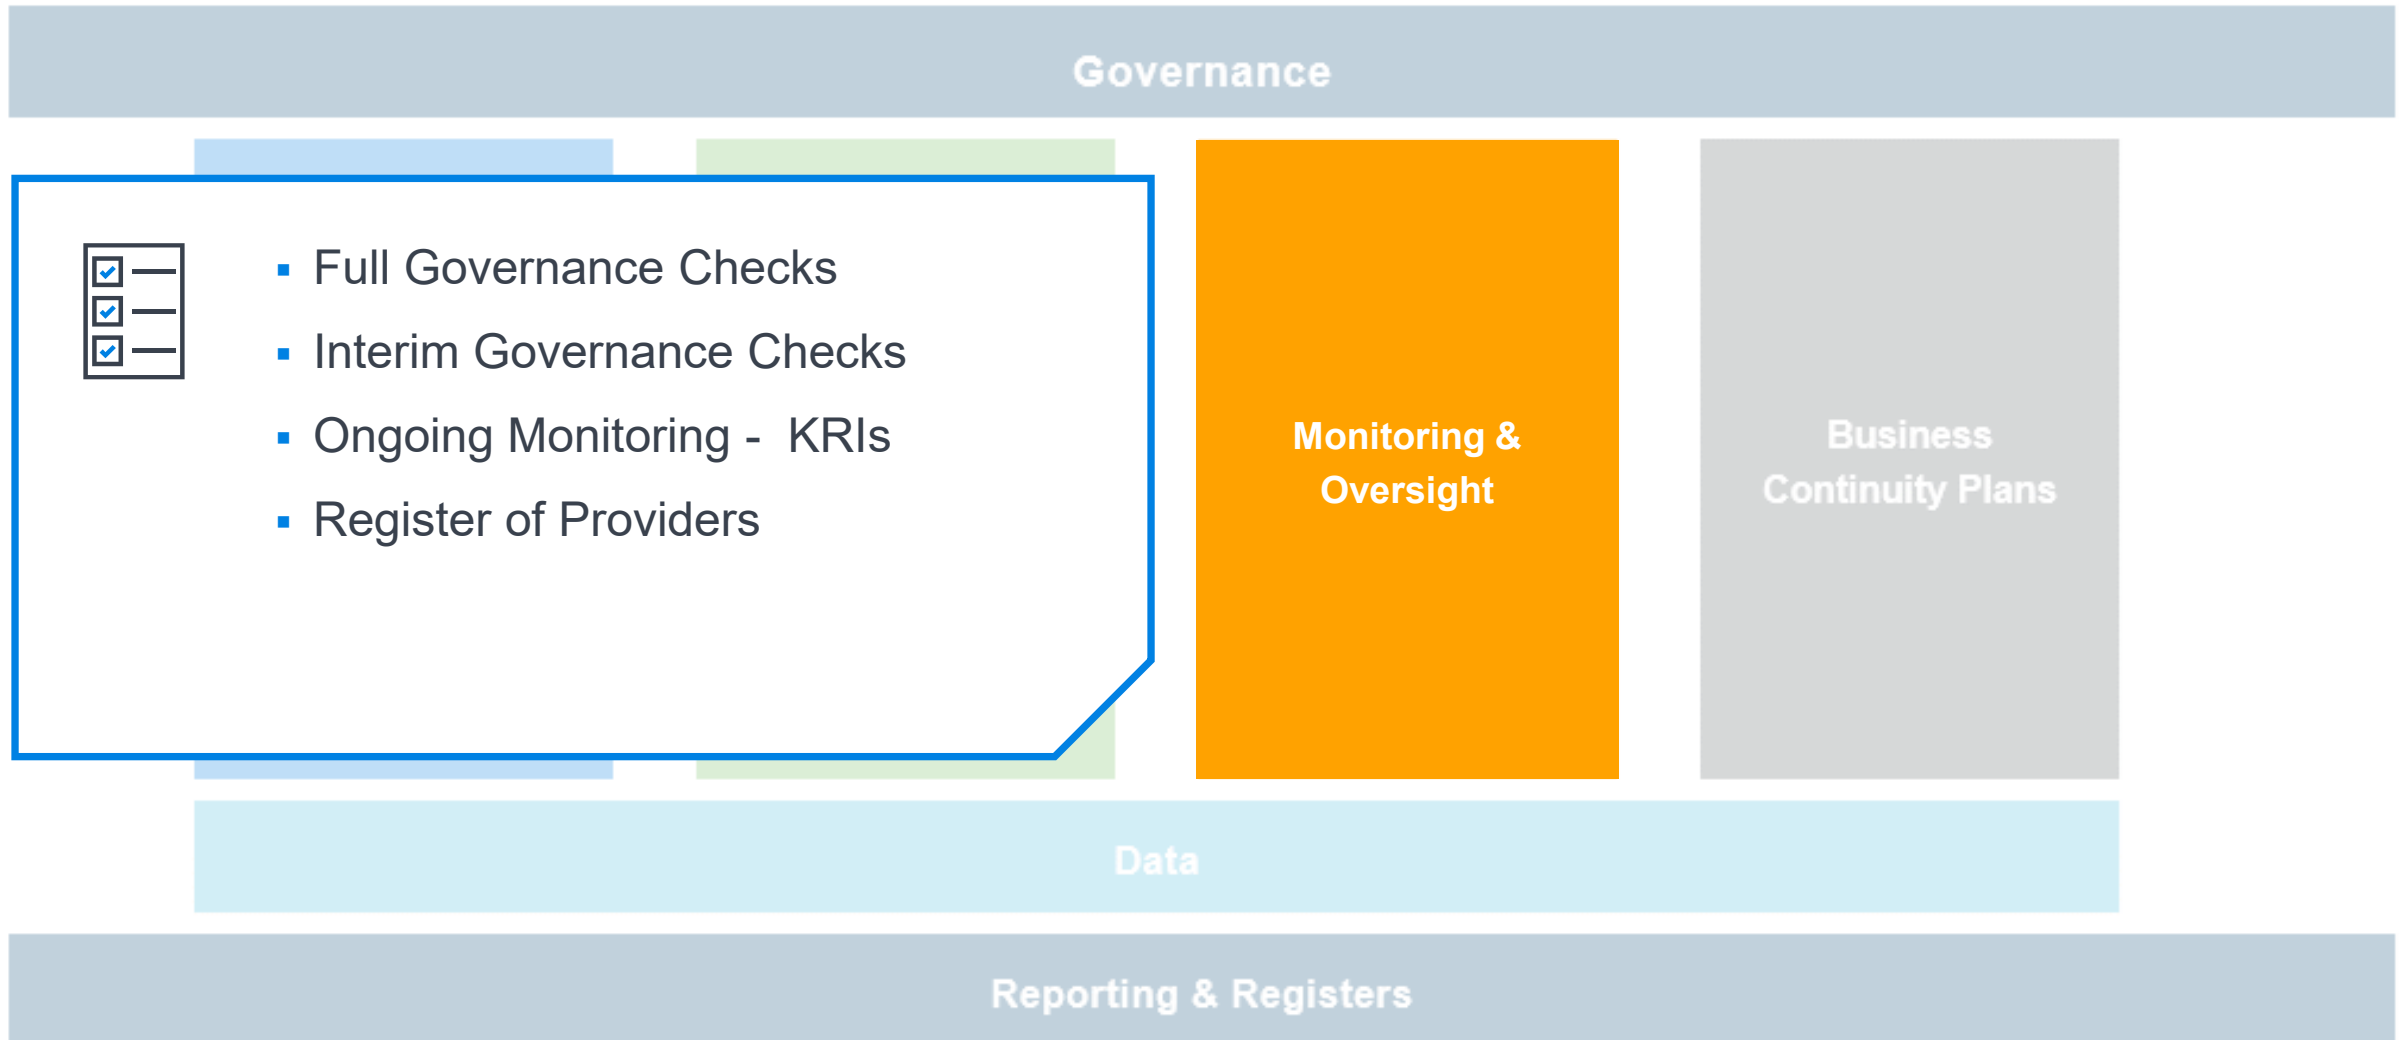 Governance
▪ Full Governance Checks
▪ Interim Governance Checks
▪ Ongoing Monitoring - KRIs
▪ Register of Providers
Monitoring &
Oversight
Business
Continuity Plans
Data
Reporting & Registers